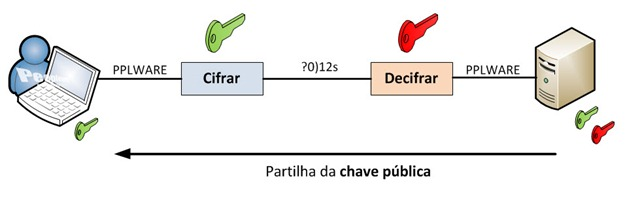 PPLWARE
Cifrar
?0)12s
Decifrar
PPLWARE
Partilha da chave pública